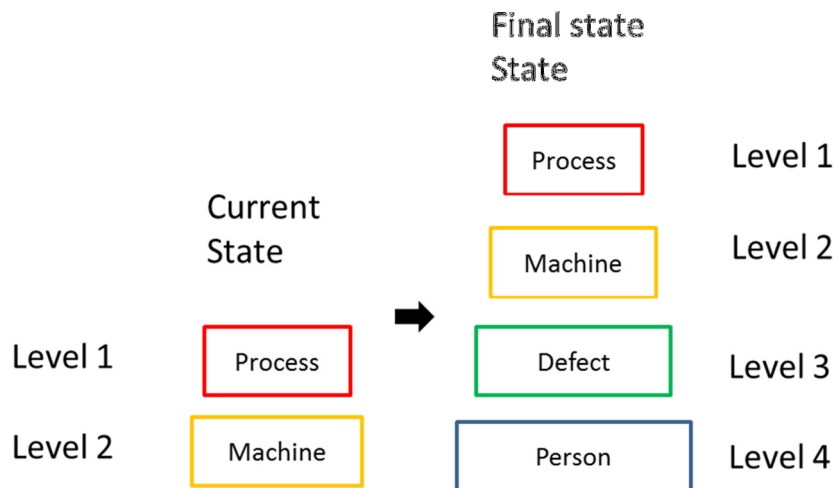 Final state
State
Process
Level 1
Current
State
Machine
Level 2
Level 1
Process
Defect
Level 3
Level 2
Machine
Person
Level 4